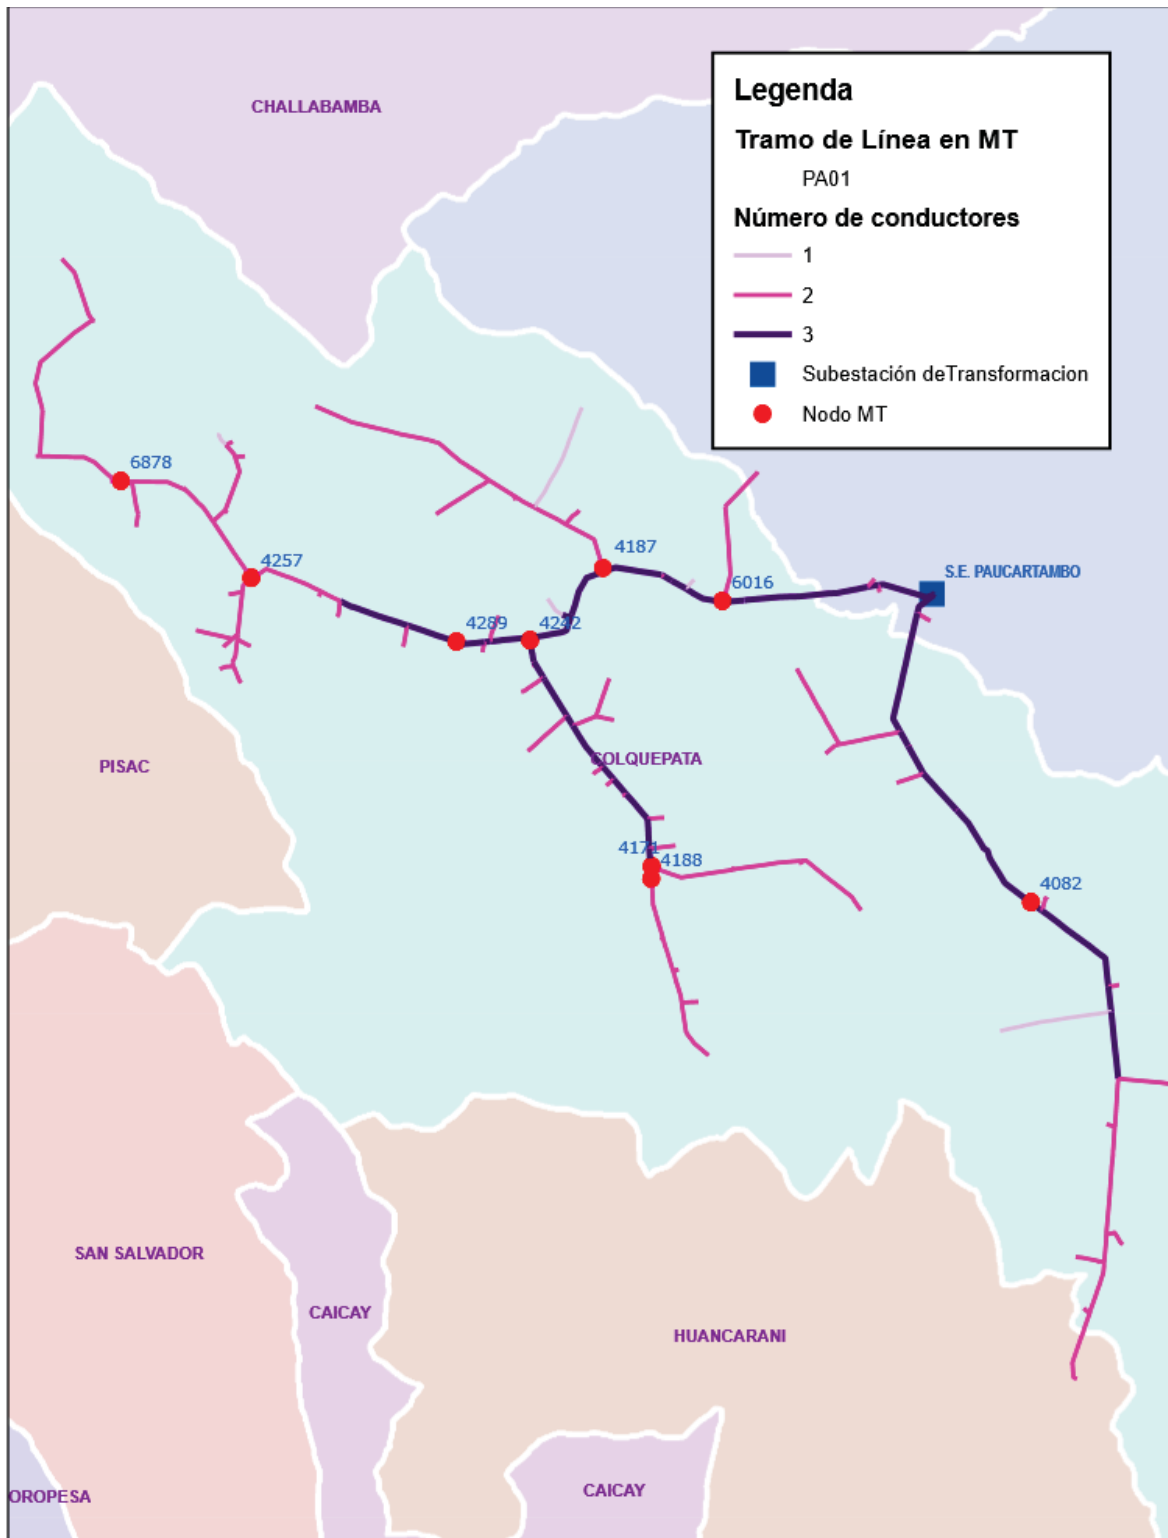 CHALLABAMBA
Legenda
Tramo de Línea en MT
PA01
Número de conductores
1
2
3
Subestación deTransformacion
Nodo MT
6878
4257
4187
6016
S.E. PAUCARTAMBO
4289
4242
PISAC
COLQUEPATA
4171
4188
4082
SAN SALVADOR
CAICAY
HUANCARANI
CAICAY
OROPESA